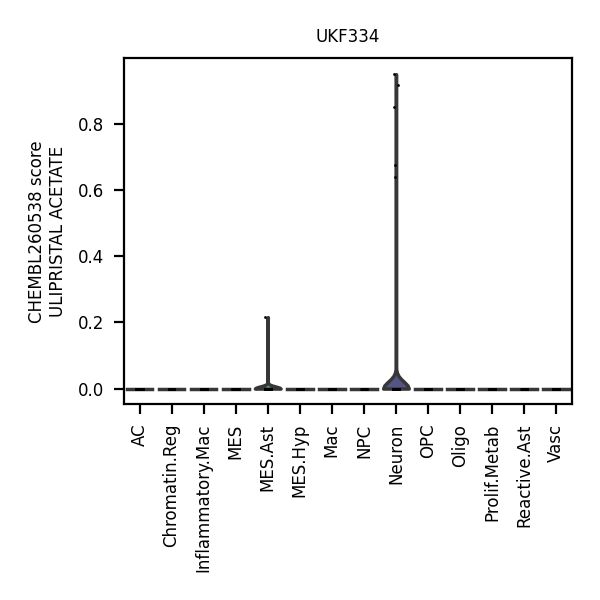 UKF334
CHEMBL260538 score
ULIPRISTAL ACETATE
0.8
0.6
0.4
0.2
0.0
AC
Chromatin.Reg
Inflammatory.Mac
MES
MES.Ast
MES.Hyp
Mac
NPC
Neuron
OPC
Oligo
Prolif.Metab
Reactive.Ast
Vasc